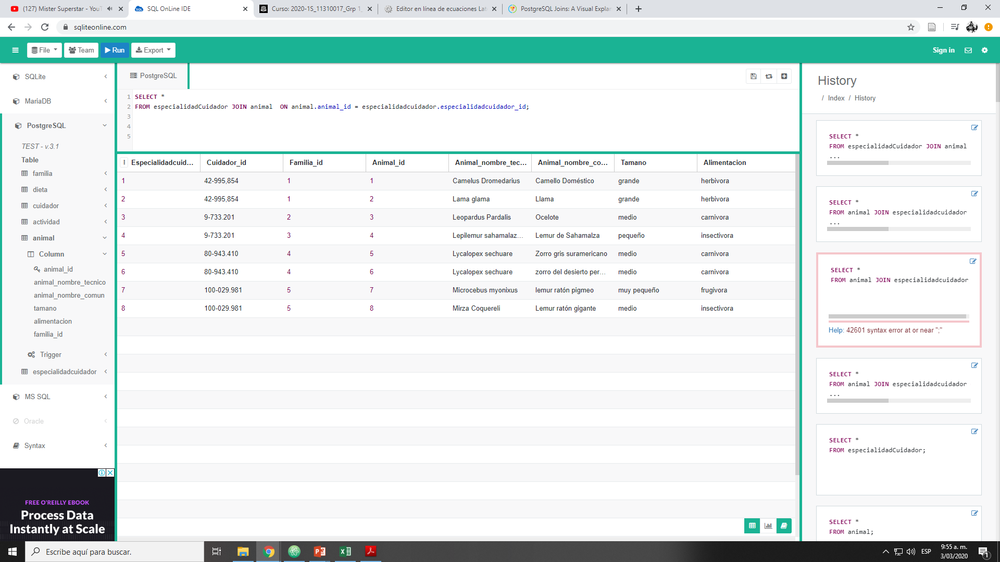 (127) Mister Superstar - YouT
SQL OnLine IDE
Curso: 2020-1S_11310017_Grp 1_
Editor en línea de ecuaciones Lat
PostgreSQL Joins: A Visual Explan
sqliteonline.com
File
Team
Run
Export
Sign in
SQLite
MariaDB
PostgreSQL
TEST - v.3.1
Table
familia
dieta
cuidador
actividad
animal
Column
animal_id
animal_nombre_tecnico
animal_nombre_comun
tamano
alimentacion
familia_id
Trigger
especialidadcuidador
MS SQL
Oracle
Syntax
FREE O'REILLY EBOOK
Process Data
Instantly at Scale
PostgreSQL
1 SELECT *
2 FROM especialidadCuidador JOIN animal  ON animal.animal_id = especialidadcuidador.especialidadcuidador_id;
3
4
5
Especialidadcuid... Cuidador_id Familia_id Animal_id Animal_nombre_tec... Animal_nombre_co... Tamano Alimentacion
1 42-995,854 1 1 Camelus Dromedarius Camello Doméstico grande herbivora
2 42-995,854 1 2 Lama glama Llama grande herbivora
3 9-733.201 2 3 Leopardus Pardalis Ocelote medio carnivora
4 9-733.201 3 4 Lepilemur sahamalaz... Lemur de Sahamalza pequeño insectivora
5 80-943.410 4 5 Lycalopex sechuare Zorro gris suramericano medio carnivora
6 80-943.410 4 6 Lycalopex sechuare zorro del desierto per... medio carnivora
7 100-029.981 5 7 Microcebus myonixus lemur ratón pigmeo muy pequeño frugivora
8 100-029.981 5 8 Mirza Coquereli Lemur ratón gigante medio insectivora
History
/ Index / History
SELECT *
FROM especialidadCuidador JOIN animal
...
SELECT *
FROM animal JOIN especialidadcuidador
...
SELECT *
FROM animal JOIN especialidadcuidador
Help: 42601 syntax error at or near ";"
SELECT *
FROM animal JOIN especialidadcuidador
...
SELECT *
FROM especialidadCuidador;
SELECT *
FROM animal;
Escribe aquí para buscar.
ESP
9:55 a. m.
3/03/2020
1